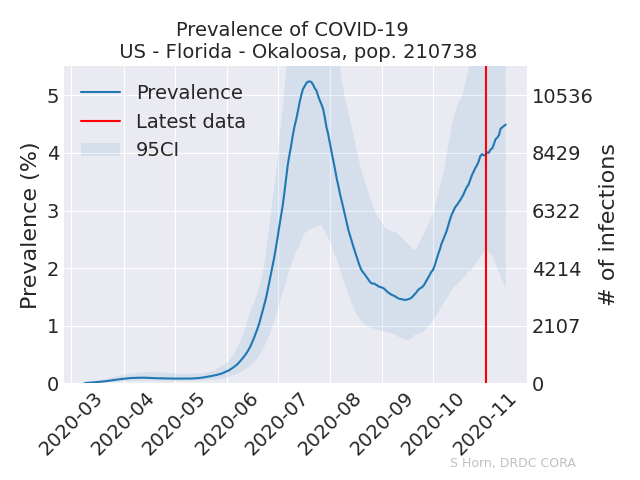 Prevalence of COVID-19
US - Florida - Okaloosa, pop. 210738
Prevalence
Latest data
95CI
Prevalence (%)
5
4
3
2
1
0
10536
8429
6322
4214
2107
0
# of infections
2020-03
2020-04
2020-05
2020-06
2020-07
2020-08
2020-09
2020-10
2020-11
S Horn, DRDC CORA